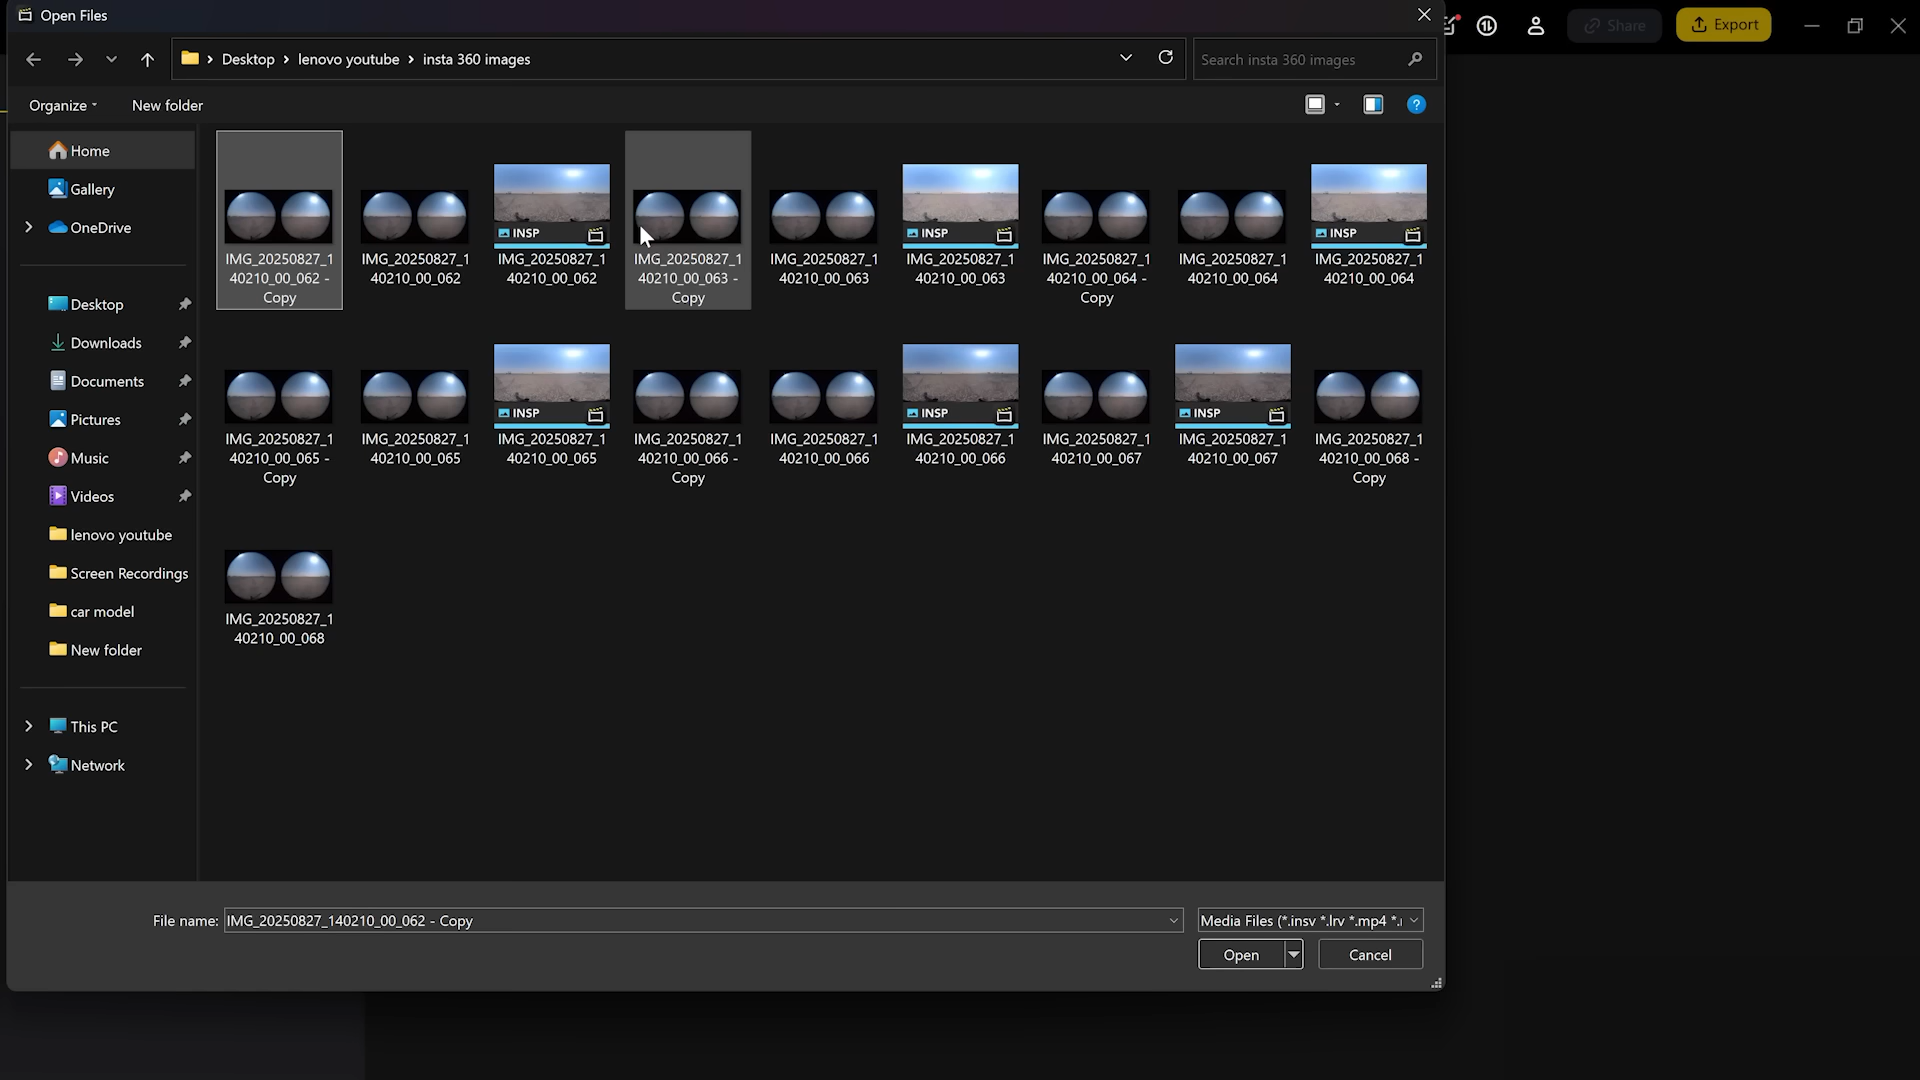 Open Files
Share
Export
Desktop
lenovo youtube
insta 360 images
Search insta 360 images
Organize
New folder
Home
Gallery
OneDrive
Desktop
Downloads
Documents
Pictures
Music
Videos
lenovo youtube
Screen Recordings
car model
New folder
This PC
Network
IMG_20250827_1
40210_00_062 -
Copy
IMG_20250827_1
40210_00_062
INSP
IMG_20250827_1
40210_00_062
IMG_20250827_1
40210_00_063 -
Copy
IMG_20250827_1
40210_00_063
INSP
IMG_20250827_1
40210_00_063
IMG_20250827_1
40210_00_064 -
Copy
IMG_20250827_1
40210_00_064
INSP
IMG_20250827_1
40210_00_064
IMG_20250827_1
40210_00_065 -
Copy
IMG_20250827_1
40210_00_065
INSP
IMG_20250827_1
40210_00_065
IMG_20250827_1
40210_00_066 -
Copy
IMG_20250827_1
40210_00_066
INSP
IMG_20250827_1
40210_00_066
IMG_20250827_1
40210_00_067
INSP
IMG_20250827_1
40210_00_067
IMG_20250827_1
40210_00_068 -
Copy
IMG_20250827_1
40210_00_068
File name: IMG_20250827_140210_00_062 - Copy
Media Files (*.insv *.lrv *.mp4 *.
Open
Cancel